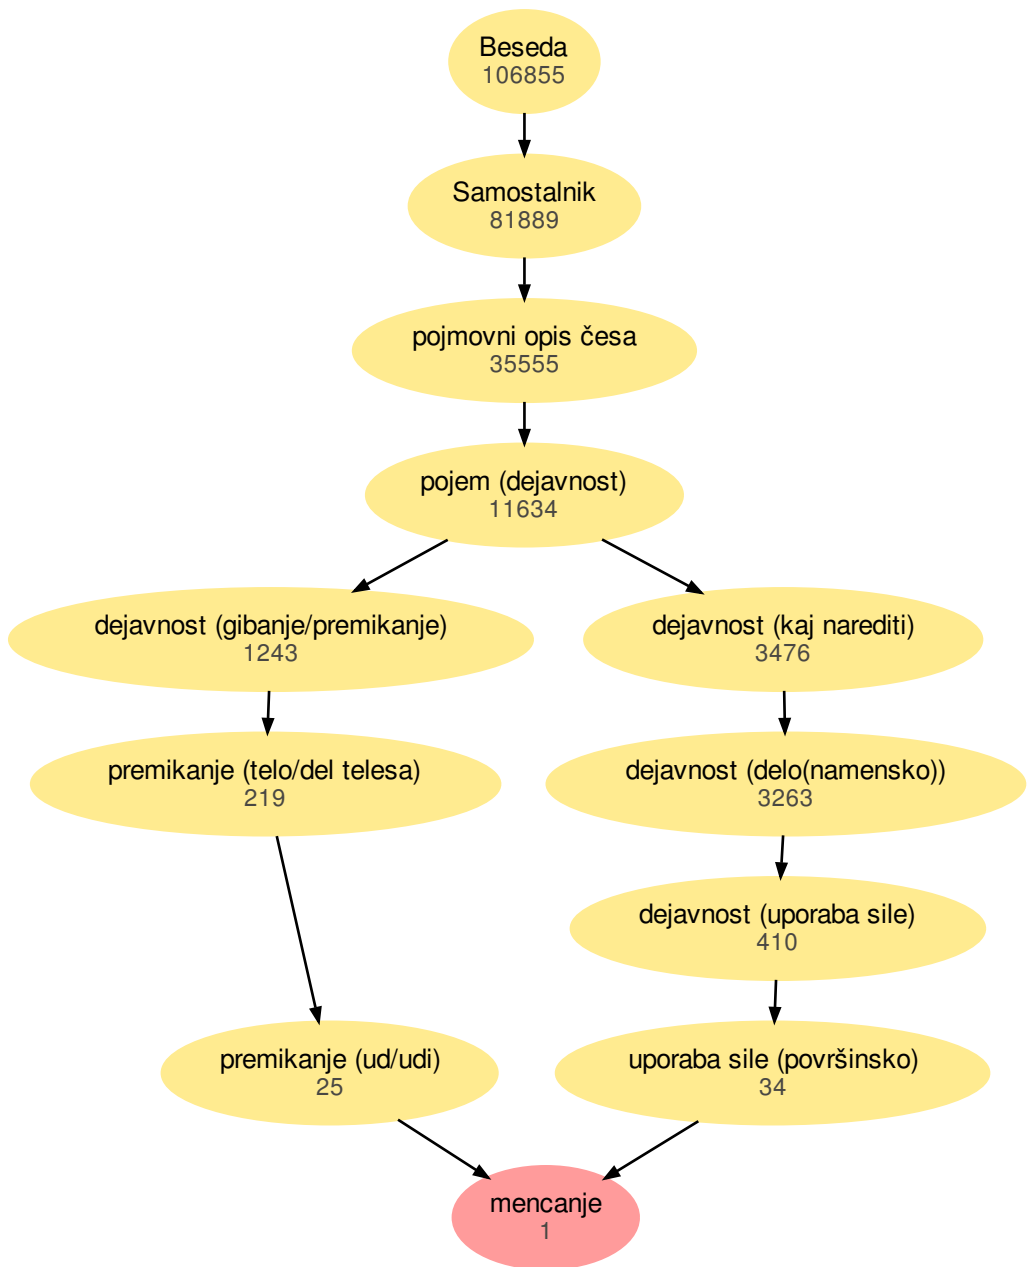 Beseda
106855
Samostalnik
81889
pojmovni opis česa
35555
pojem (dejavnost)
11634
dejavnost (gibanje/premikanje)
1243
dejavnost (kaj narediti)
3476
premikanje (telo/del telesa)
219
dejavnost (delo(namensko))
3263
dejavnost (uporaba sile)
410
premikanje (ud/udi)
25
uporaba sile (površinsko)
34
mencanje
1